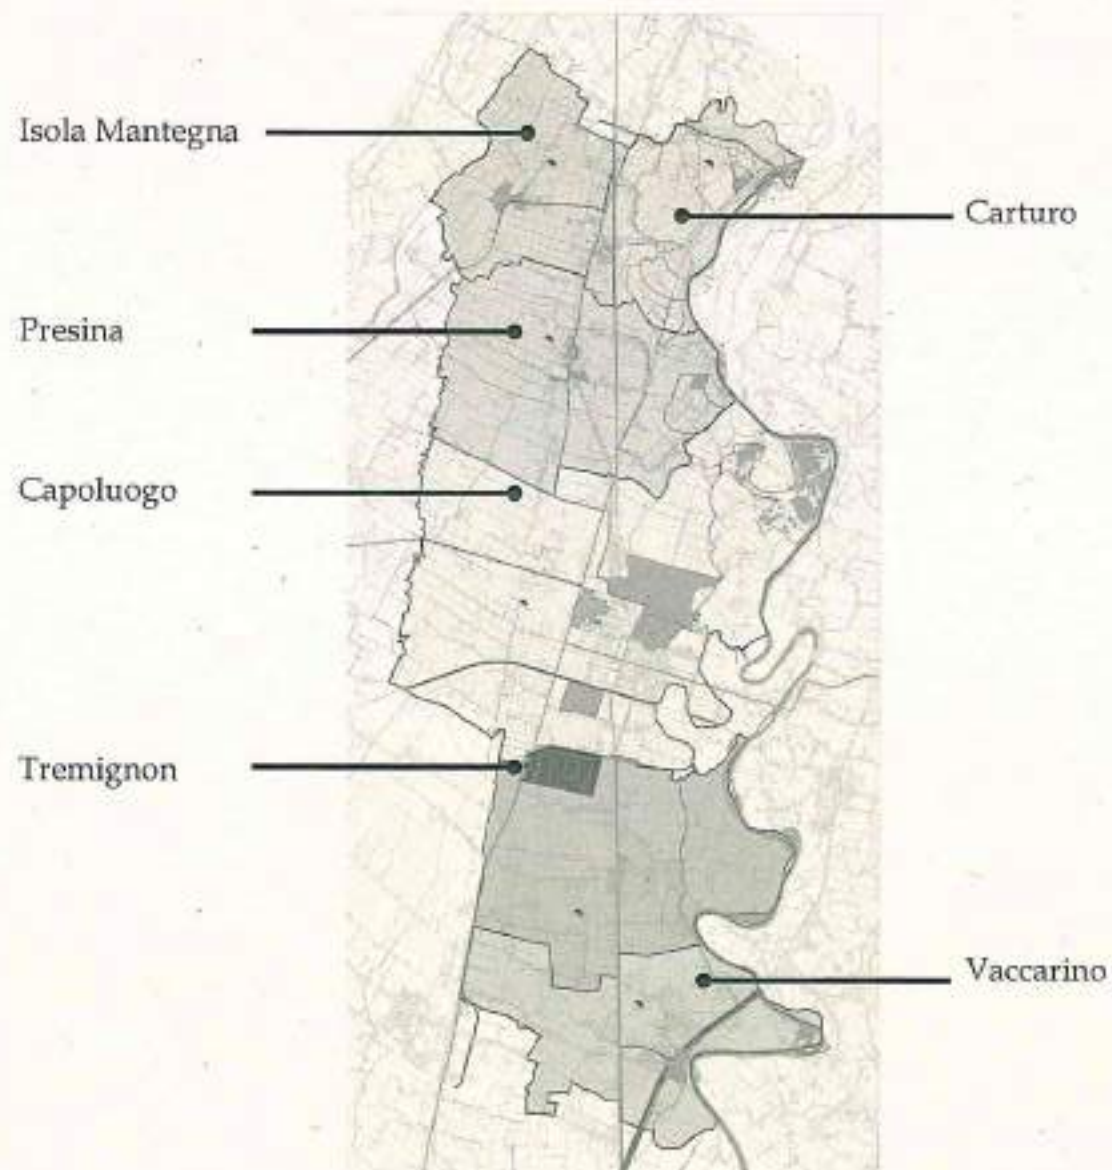 Isola Mantegna
Carturo
Presina
Capoluogo
Tremignon
Vaccarino